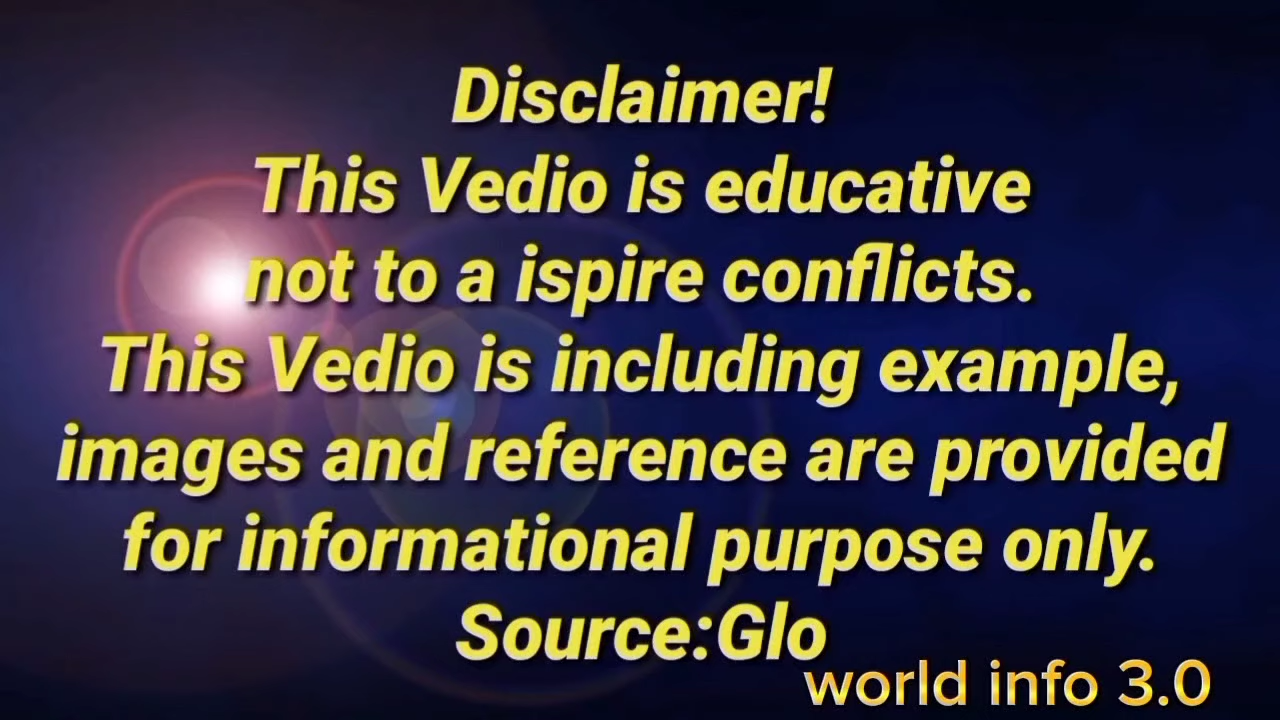 Disclaimer!
This Vedio is educative
not to a ispire conflicts.
This Vedio is including example,
images and reference are provided
for informational purpose only.
Source:Glo
world info 3.0